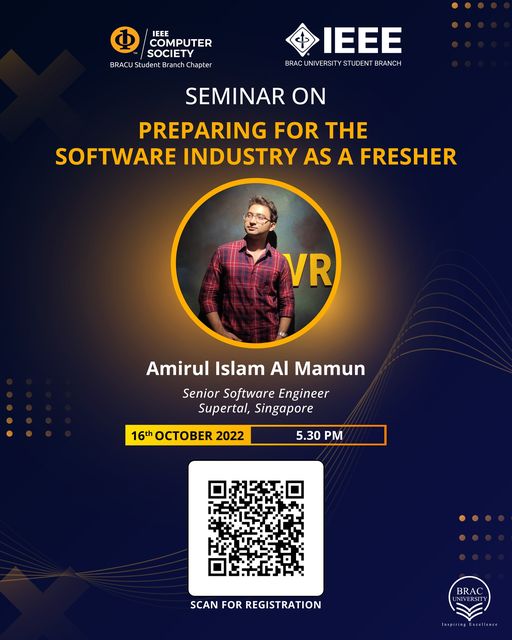 IEEE
COMPUTER
SOCIETY
BRACU Student Branch Chapter
IEEE
BRAC UNIVERSITY STUDENT BRANCH
SEMINAR ON
PREPARING FOR THE
SOFTWARE INDUSTRY AS A FRESHER
VR
Amirul Islam Al Mamun
Senior Software Engineer
Supertal, Singapore
16th OCTOBER 2022 5.30 PM
SCAN FOR REGISTRATION
BRAC
UNIVERSITY
Inspiring Excellence